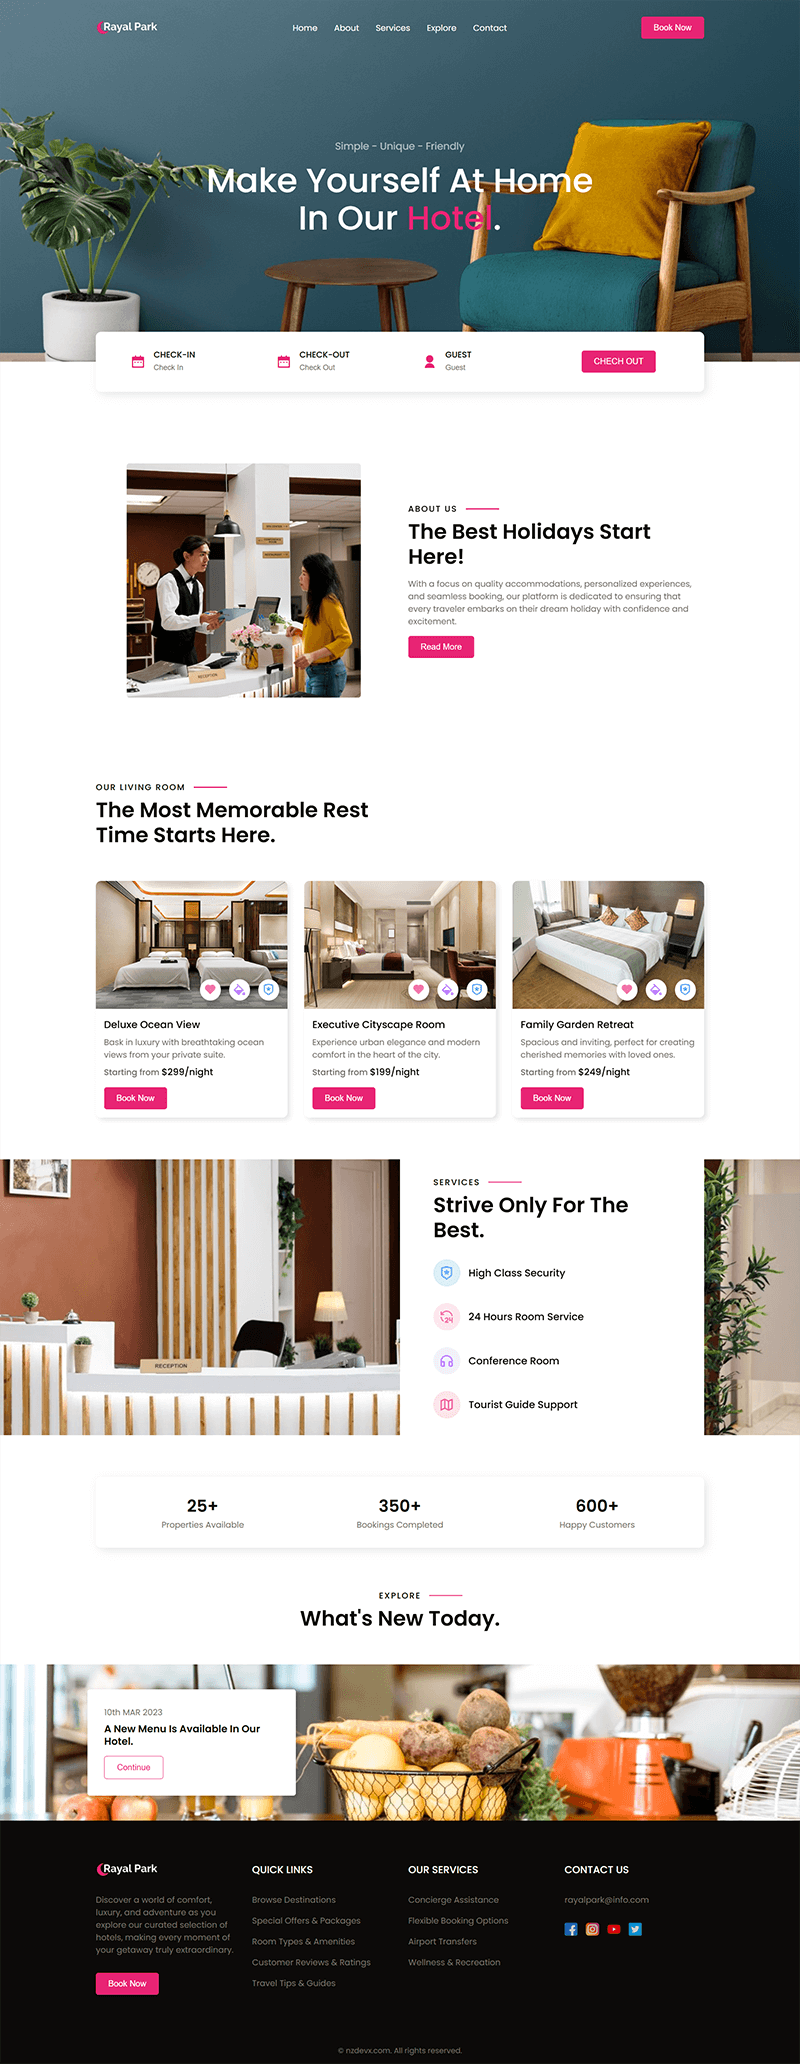 Rayal Park
Home About Services Explore Contact
Book Now
Simple - Unique - Friendly
Make Yourself At Home
In Our Hotel.
CHECK-IN
Check In
CHECK-OUT
Check Out
GUEST
Guest
CHECH OUT
RECEPTION
ABOUT US
The Best Holidays Start
Here!
With a focus on quality accommodations, personalized experiences,
and seamless booking, our platform is dedicated to ensuring that
every traveler embarks on their dream holiday with confidence and
excitement.
Read More
OUR LIVING ROOM
The Most Memorable Rest
Time Starts Here.
Deluxe Ocean View
Bask in luxury with breathtaking ocean
views from your private suite.
Starting from $299/night
Book Now
Executive Cityscape Room
Experience urban elegance and modern
comfort in the heart of the city.
Starting from $199/night
Book Now
Family Garden Retreat
Spacious and inviting, perfect for creating
cherished memories with loved ones.
Starting from $249/night
Book Now
RECEPTION
SERVICES
Strive Only For The
Best.
High Class Security
24
24 Hours Room Service
Conference Room
Tourist Guide Support
25+
Properties Available
350+
Bookings Completed
600+
Happy Customers
EXPLORE
What's New Today.
10th MAR 2023
A New Menu Is Available In Our
Hotel.
Continue
Rayal Park
Discover a world of comfort,
luxury, and adventure as you
explore our curated selection of
hotels, making every moment of
your getaway truly extraordinary.
Book Now
QUICK LINKS
Browse Destinations
Special Offers & Packages
Room Types & Amenities
Customer Reviews & Ratings
Travel Tips & Guides
OUR SERVICES
Concierge Assistance
Flexible Booking Options
Airport Transfers
Wellness & Recreation
CONTACT US
rayalpark@info.com
© nzdevx.com. All rights reserved.